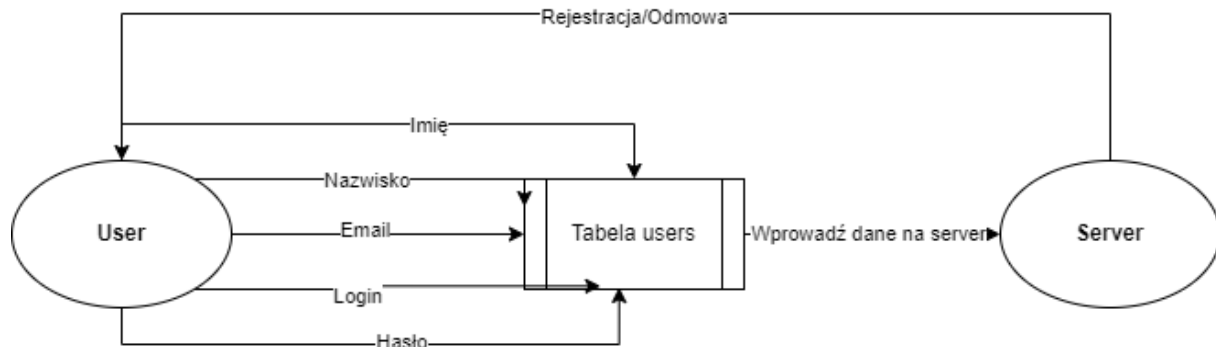 Rejestracja/Odmowa
Imię
Nazwisko
User
Email
Tabela users
Wprowadź dane na server
Server
Login
Hasło